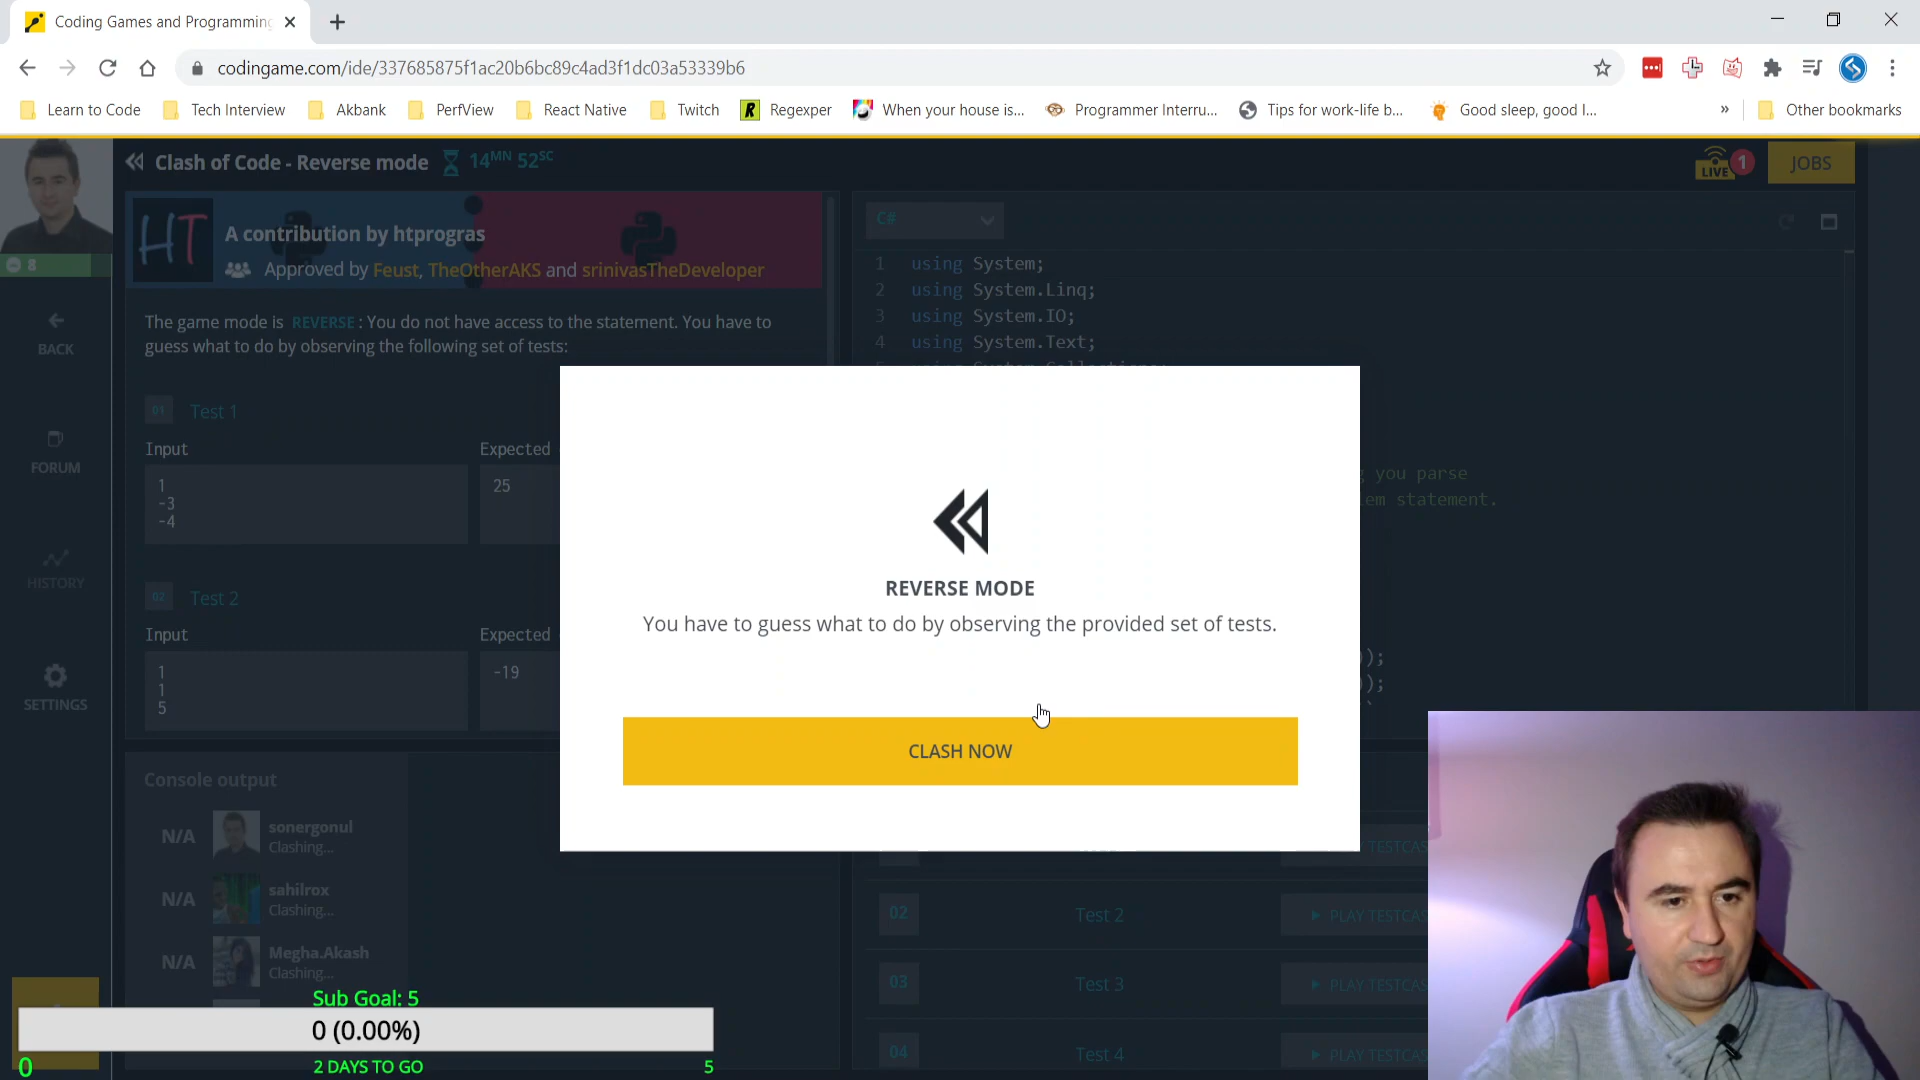 Coding Games and Programming
codingame.com/ide/337685875f1ac20b6bc89c4ad3f1dc03a53339b6
Learn to Code
Tech Interview
Akbank
PerfView
React Native
Twitch
R
Regexper
When your house is...
Programmer Interru...
Tips for work-life b...
Good sleep, good l...
»
Other bookmarks
Clash of Code - Reverse mode
14MN 52SC
LIVE
1
JOBS
HT
A contribution by htprogras
Approved by Feust, TheOtherAKS and srinivasTheDeveloper
8
BACK
FORUM
HISTORY
SETTINGS
The game mode is REVERSE: You do not have access to the statement. You have to
guess what to do by observing the following set of tests:
01 Test 1
Input
Expected
1
-3
-4
25
02 Test 2
Input
Expected
1
1
5
-19
C#
1 using System;
2 using System.Linq;
3 using System.IO;
4 using System.Text;
you parse
em statement.
);
);
REVERSE MODE
You have to guess what to do by observing the provided set of tests.
CLASH NOW
Console output
N/A
sonergonul
Clashing...
N/A
sahilrox
Clashing...
N/A
Megha.Akash
Clashing...
02 Test 2 PLAY TESTCAS
03 Test 3 PLAY TESTCAS
04 Test 4 PLAY TESTCAS
Sub Goal: 5
0 (0.00%)
0
2 DAYS TO GO
5